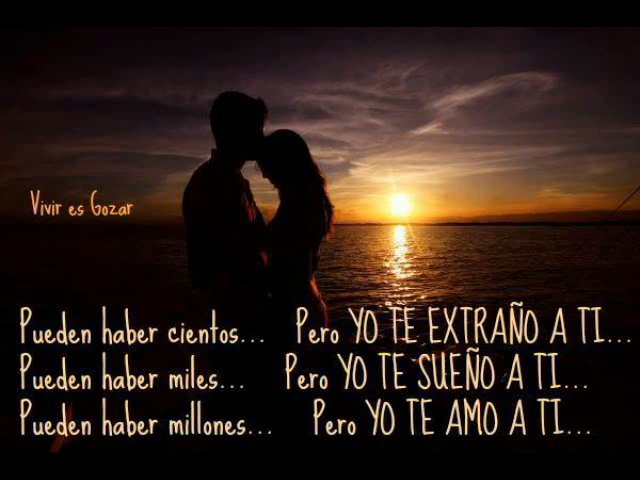 Vivir es Gozar
Pueden haber cientos... Pero YO TE EXTRAÑO A TI...
Pueden haber miles... Pero YO TE SUEÑO A TI...
Pueden haber millones... Pero YO TE AMO A TI...